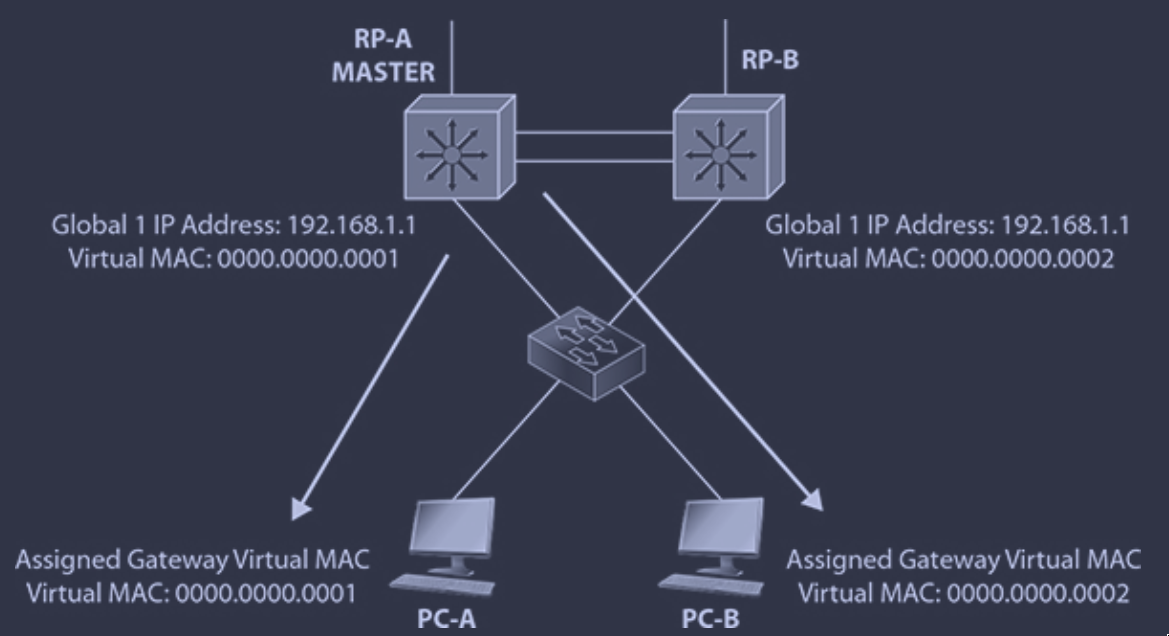 RP-A
MASTER
RP-B
Global 1 IP Address: 192.168.1.1
Virtual MAC: 0000.0000.0001
Global 1 IP Address: 192.168.1.1
Virtual MAC: 0000.0000.0002
Assigned Gateway Virtual MAC
Virtual MAC: 0000.0000.0001
PC-A
PC-B
Assigned Gateway Virtual MAC
Virtual MAC: 0000.0000.0002